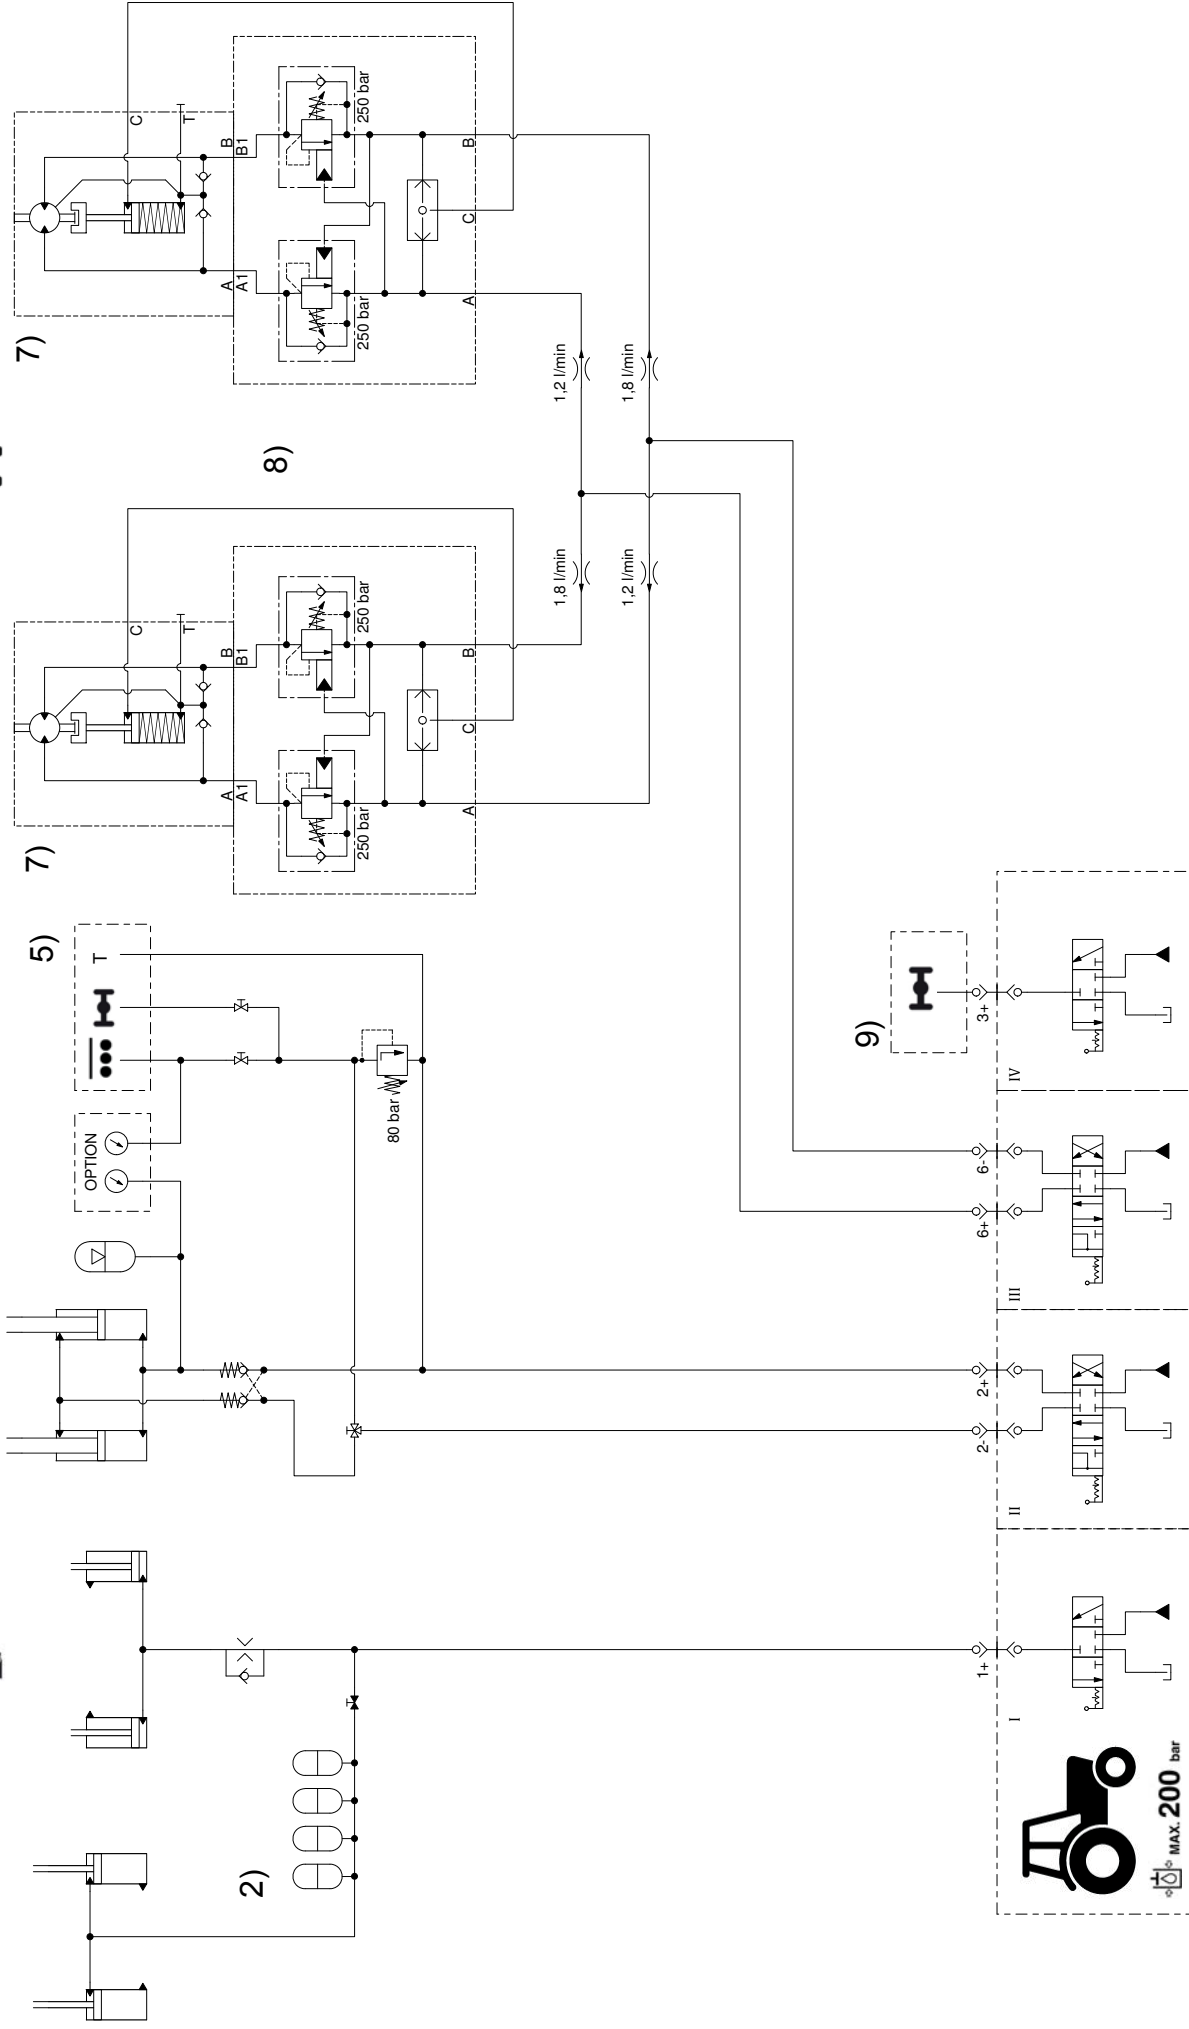 7)
C
T
B
B1
A
A1
250 bar
250 bar
B
C
A
8)
1,2 l/min
1,8 l/min
7)
C
T
B
B1
A
A1
250 bar
250 bar
B
C
A
1,8 l/min
1,2 l/min
5)
T
OPTION
80 bar
9)
3+
IV
6-
6+
III
2+
2-
II
2)
1+
I
MAX. 200 bar